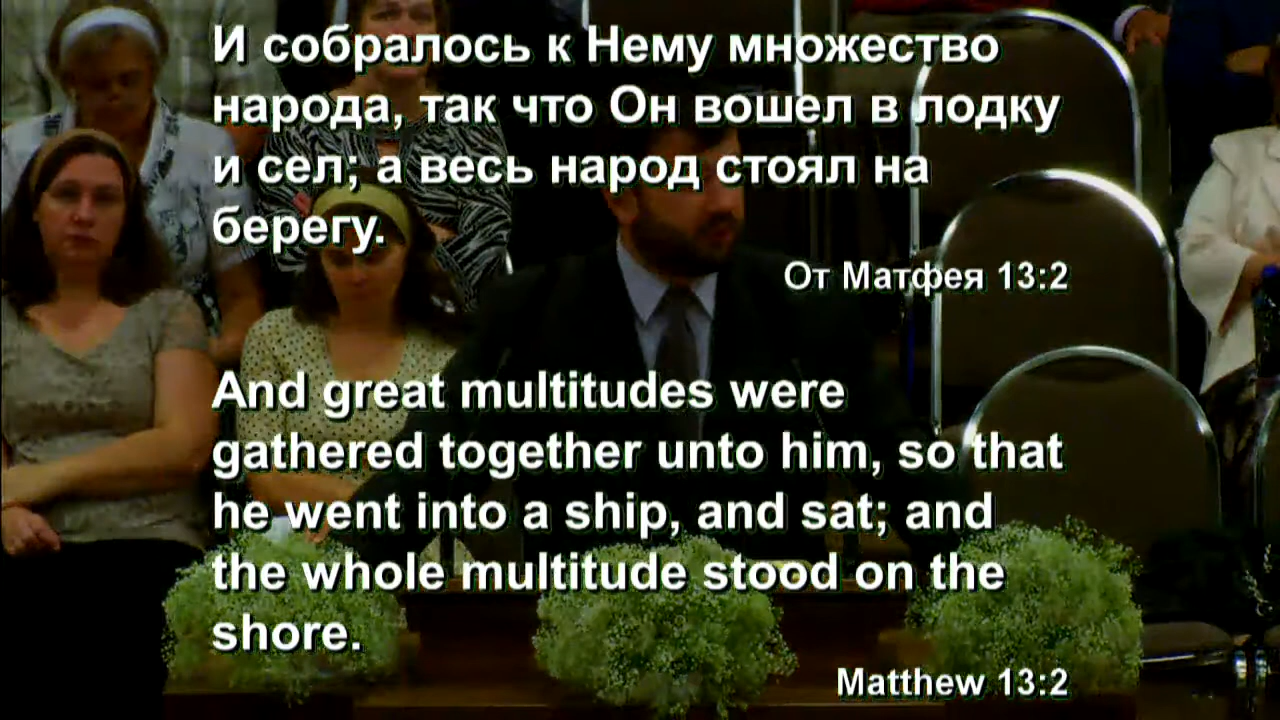 И собралось к Нему множество
народа, так что Он вошел в лодку
и сел; а весь народ стоял на
берегу.
От Матфея 13:2
And great multitudes were
gathered together unto him, so that
he went into a ship, and sat; and
the whole multitude stood on the
shore.
Matthew 13:2